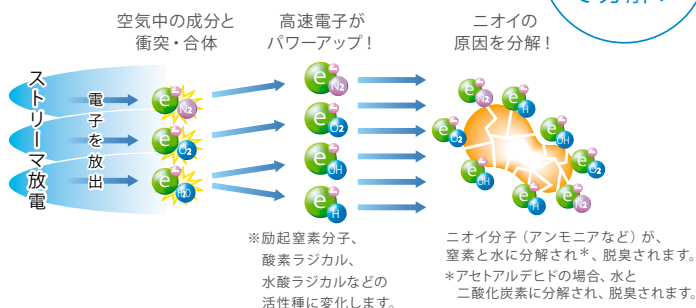 空気中の成分と
衝突・合体
高速電子が
パワーアップ！
ニオイの
原因を分解！
ストリーマ放電
電子を放出
e N2
e O2
e H2O
e N2
e O2
e OH
e H
e N2
e H
e O2
e OH
e OH
e O2
e H
e N2
※励起窒素分子、
酸素ラジカル、
水酸ラジカルなどの
活性種に変化します。
ニオイ分子（アンモニアなど）が、
窒素と水に分解され＊、脱臭されます。
＊アセトアルデヒドの場合、水と
二酸化炭素に分解され、脱臭されます。